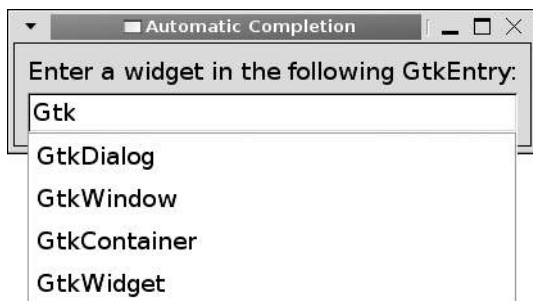 Automatic Completion
Enter a widget in the following GtkEntry:
Gtk
GtkDialog
GtkWindow
GtkContainer
GtkWidget